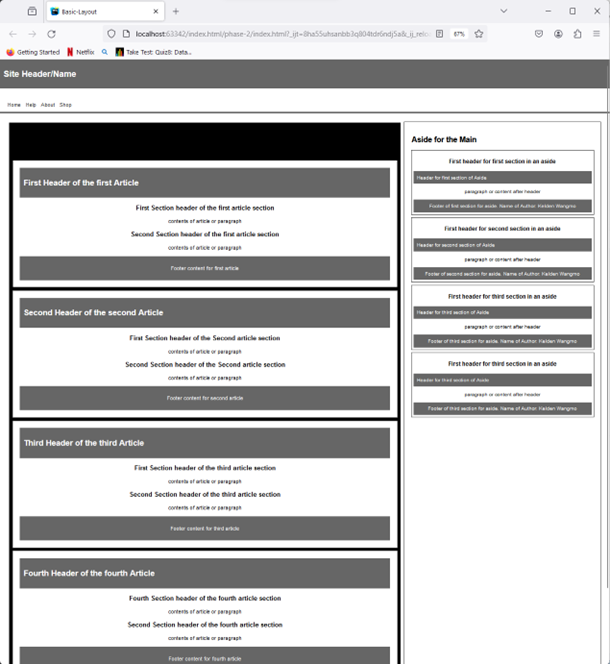 Basic-Layout
localhost:63342/index.html/phase-2/index.html?_ijt=8ha55uhsanbb3q804tdr6ndj5a&_ij_reloa
67%
Getting Started
Netflix
Take Test: Quiz8: Data...
Site Header/Name
Home Help About Shop
First Header of the first Article
First Section header of the first article section
contents of article or paragraph
Second Section header of the first article section
contents of article or paragraph
Footer content for first article
Second Header of the second Article
First Section header of the Second article section
contents of article or paragraph
Second Section header of the Second article section
contents of article or paragraph
Footer content for second article
Third Header of the third Article
First Section header of the third article section
contents of article or paragraph
Second Section header of the third article section
contents of article or paragraph
Footer content for third article
Fourth Header of the fourth Article
Fourth Section header of the fourth article section
contents of article or paragraph
Second Section header of the fourth article section
contents of article or paragraph
Footer content for fourth article
Aside for the Main
First header for first section in an aside
Header for first section of Aside
paragraph or content after header
Footer of first section for aside. Name of Author: Kelden Wangmo
First header for second section in an aside
Header for second section of Aside
paragraph or content after header
Footer of second section for aside. Name of Author: Kelden Wangmo
First header for third section in an aside
Header for third section of Aside
paragraph or content after header
Footer of third section for aside. Name of Author: Kelden Wangmo
First header for third section in an aside
Header for third section of Aside
paragraph or content after header
Footer of third section for aside. Name of Author: Kelden Wangmo